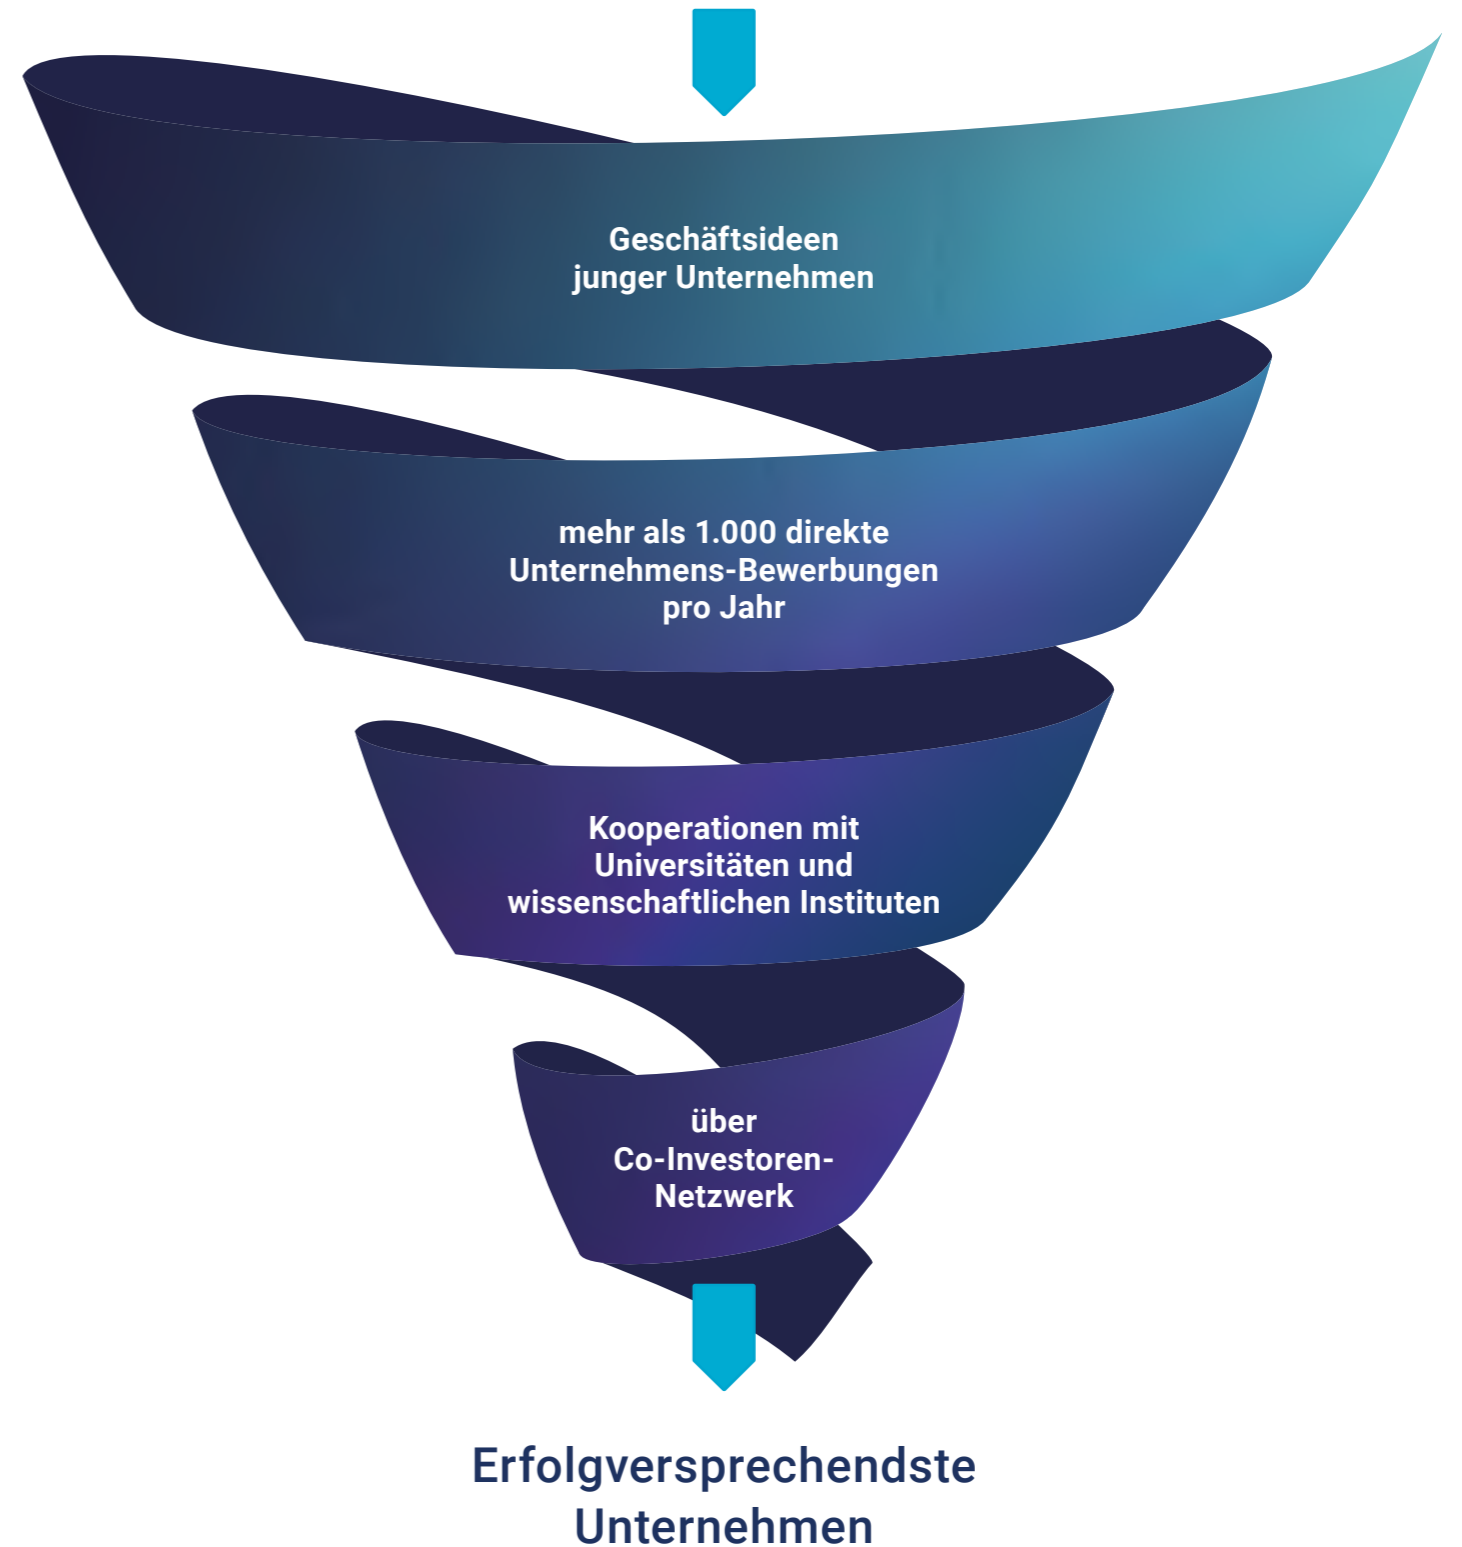 Geschäftsideen
junger Unternehmen
mehr als 1.000 direkte
Unternehmens-Bewerbungen
pro Jahr
Kooperationen mit
Universitäten und
wissenschaftlichen Instituten
über
Co-Investoren-
Netzwerk
Erfolgversprechendste
Unternehmen